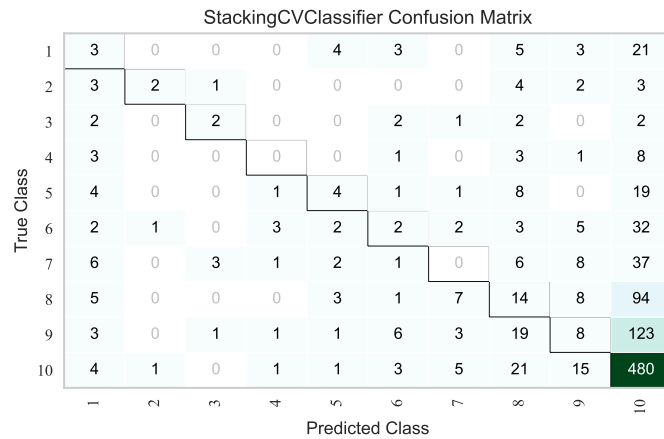 StackingCVClassifier Confusion Matrix
1 3 0 0 0 4 3 0 5 3 21
2 3 2 1 0 0 0 0 4 2 3
3 2 0 2 0 0 2 1 2 0 2
4 3 0 0 0 0 1 0 3 1 8
5 4 0 0 1 4 1 1 8 0 19
6 2 1 0 3 2 2 2 3 5 32
7 6 0 3 1 2 1 0 6 8 37
8 5 0 0 0 3 1 7 14 8 94
9 3 0 1 1 1 6 3 19 8 123
10 4 1 0 1 1 3 5 21 15 480
True Class
1 2 3 4 5 6 7 8 9 10
Predicted Class